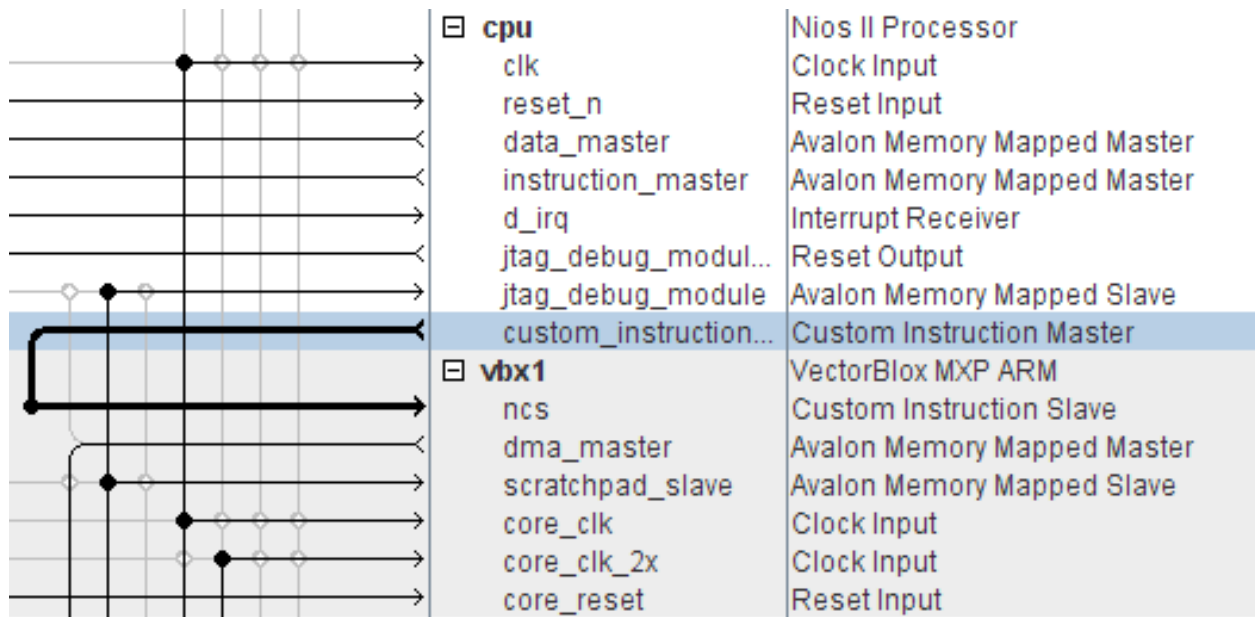 cpu Nios II Processor
clk Clock Input
reset_n Reset Input
data_master Avalon Memory Mapped Master
instruction_master Avalon Memory Mapped Master
d_irq Interrupt Receiver
jtag_debug_modul... Reset Output
jtag_debug_module Avalon Memory Mapped Slave
custom_instruction... Custom Instruction Master
vbx1 VectorBlox MXP ARM
ncs Custom Instruction Slave
dma_master Avalon Memory Mapped Master
scratchpad_slave Avalon Memory Mapped Slave
core_clk Clock Input
core_clk_2x Clock Input
core_reset Reset Input